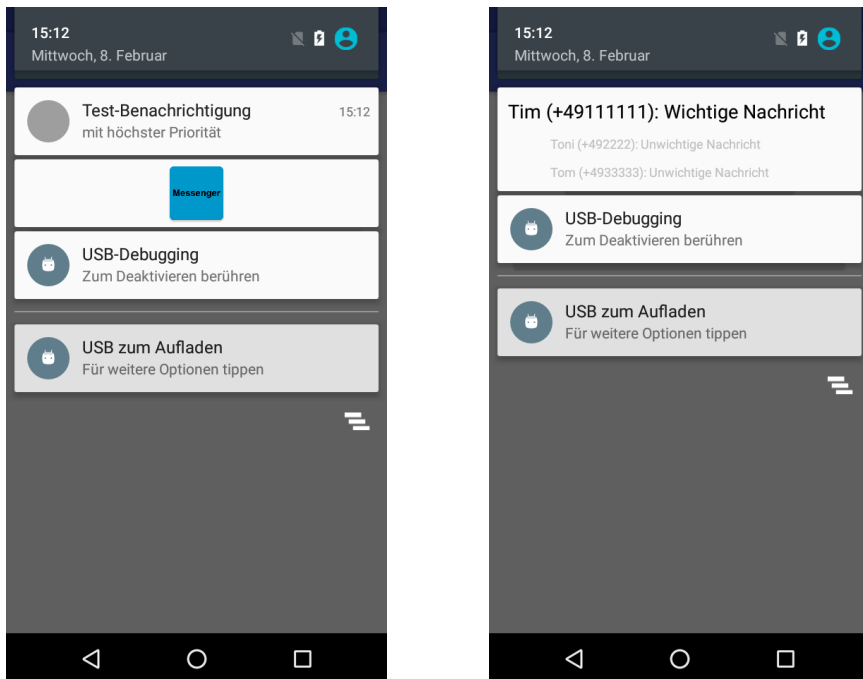 15:12
Mittwoch, 8. Februar
Test-Benachrichtigung
15:12
mit höchster Priorität
Messenger
USB-Debugging
Zum Deaktivieren berühren
USB zum Aufladen
Für weitere Optionen tippen
15:12
Mittwoch, 8. Februar
Tim (+49111111): Wichtige Nachricht
Toni (+492222): Unwichtige Nachricht
Tom (+4933333): Unwichtige Nachricht
USB-Debugging
Zum Deaktivieren berühren
USB zum Aufladen
Für weitere Optionen tippen